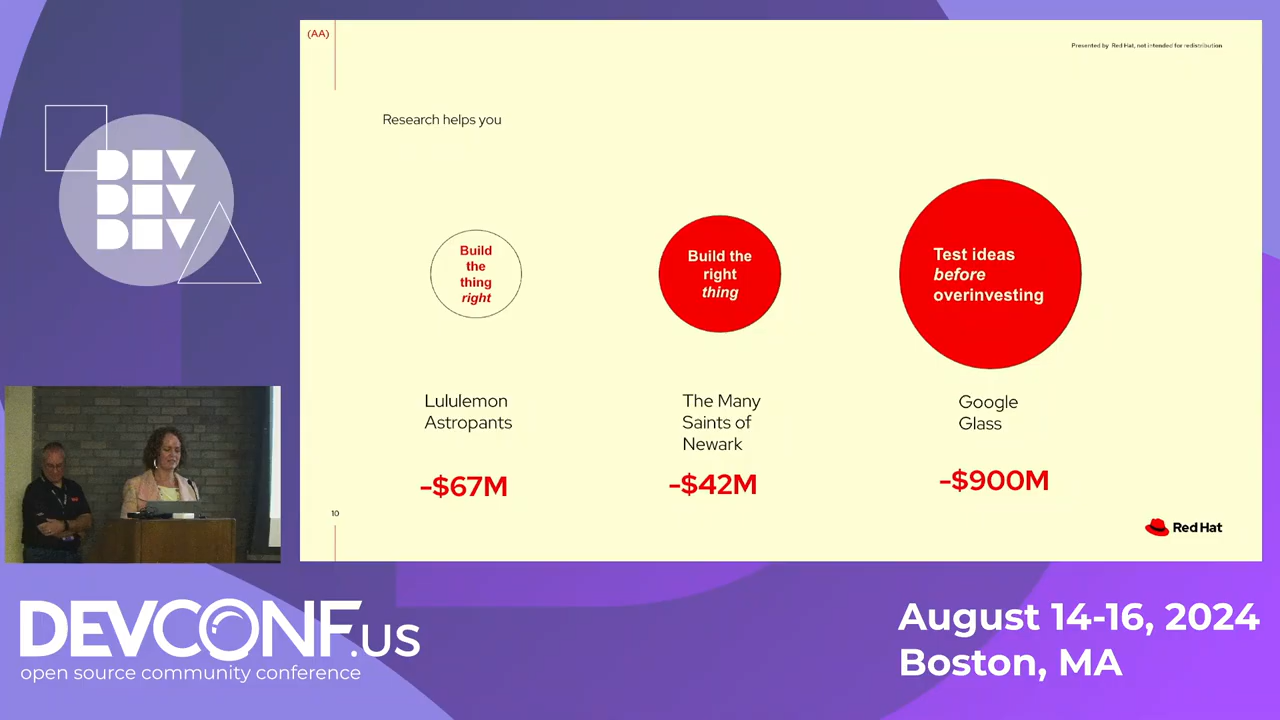 (AA)
Presented by Red Hat, not intended for redistribution
Research helps you
Build
the
thing
right
Build the
right
thing
Test ideas
before
overinvesting
Lululemon
Astropants
The Many
Saints of
Newark
Google
Glass
-$67M
-$42M
-$900M
10
Red Hat
DEV
DEV
DEV
DEVCONF.US
open source community conference
August 14-16, 2024
Boston, MA